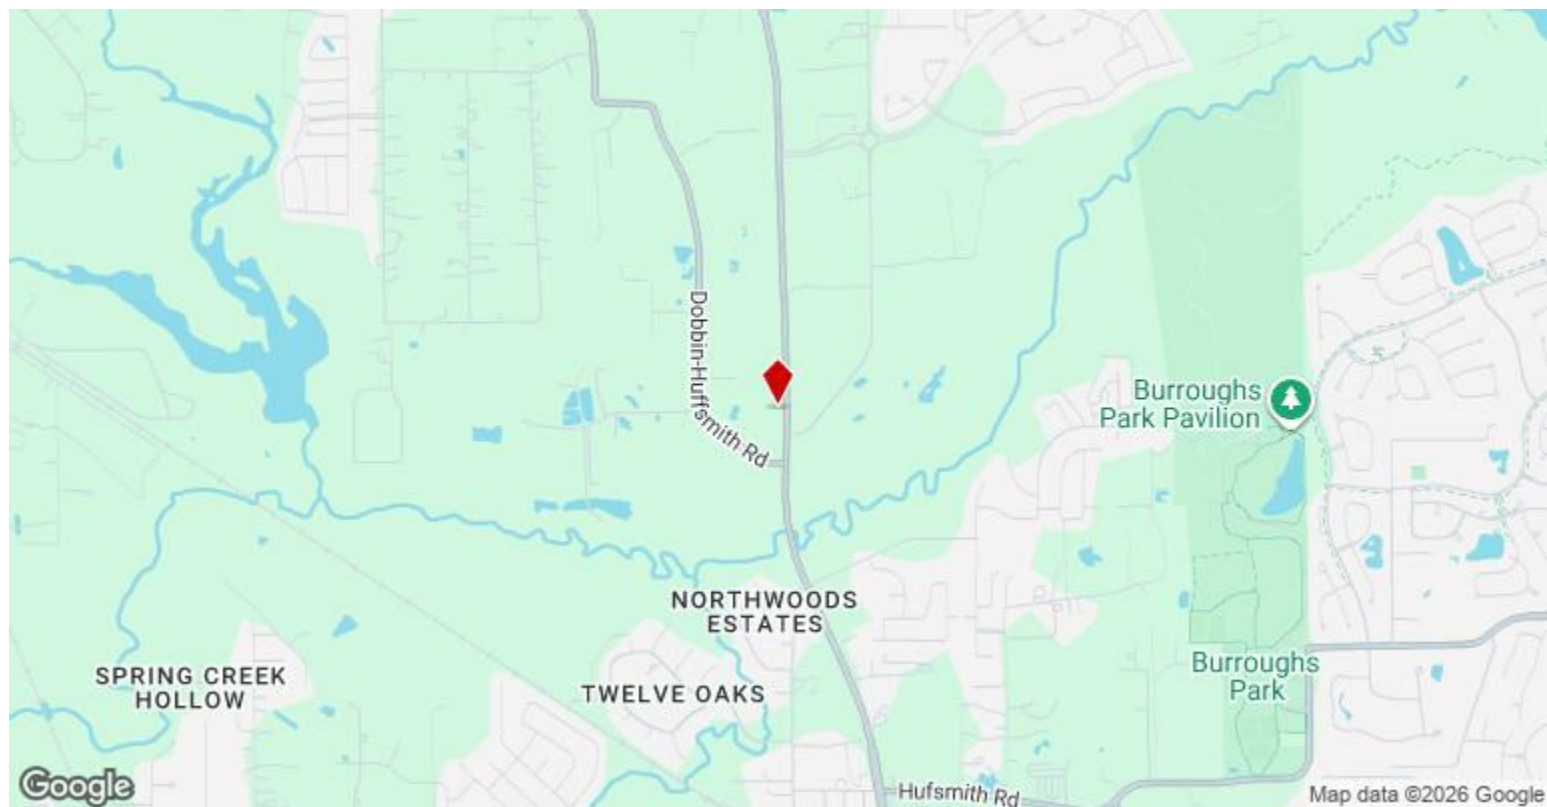 Dobbin-Huffsmith Rd
Burroughs
Park Pavilion
NORTHWOODS
ESTATES
SPRING CREEK
HOLLOW
TWELVE OAKS
Burroughs
Park
Hufsmith Rd
Google
Map data ©2026 Google